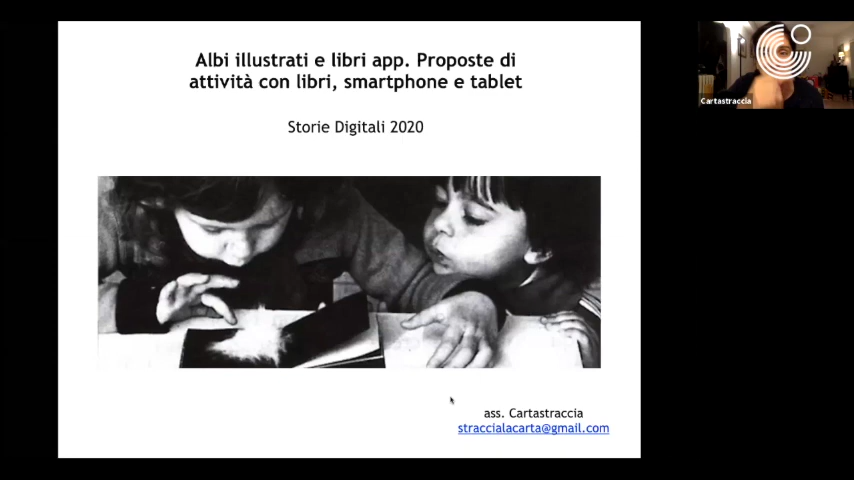 Albi illustrati e libri app. Proposte di
attività con libri, smartphone e tablet
Storie Digitali 2020
ass. Cartastraccia
straccialacarta@gmail.com
Cartastraccia